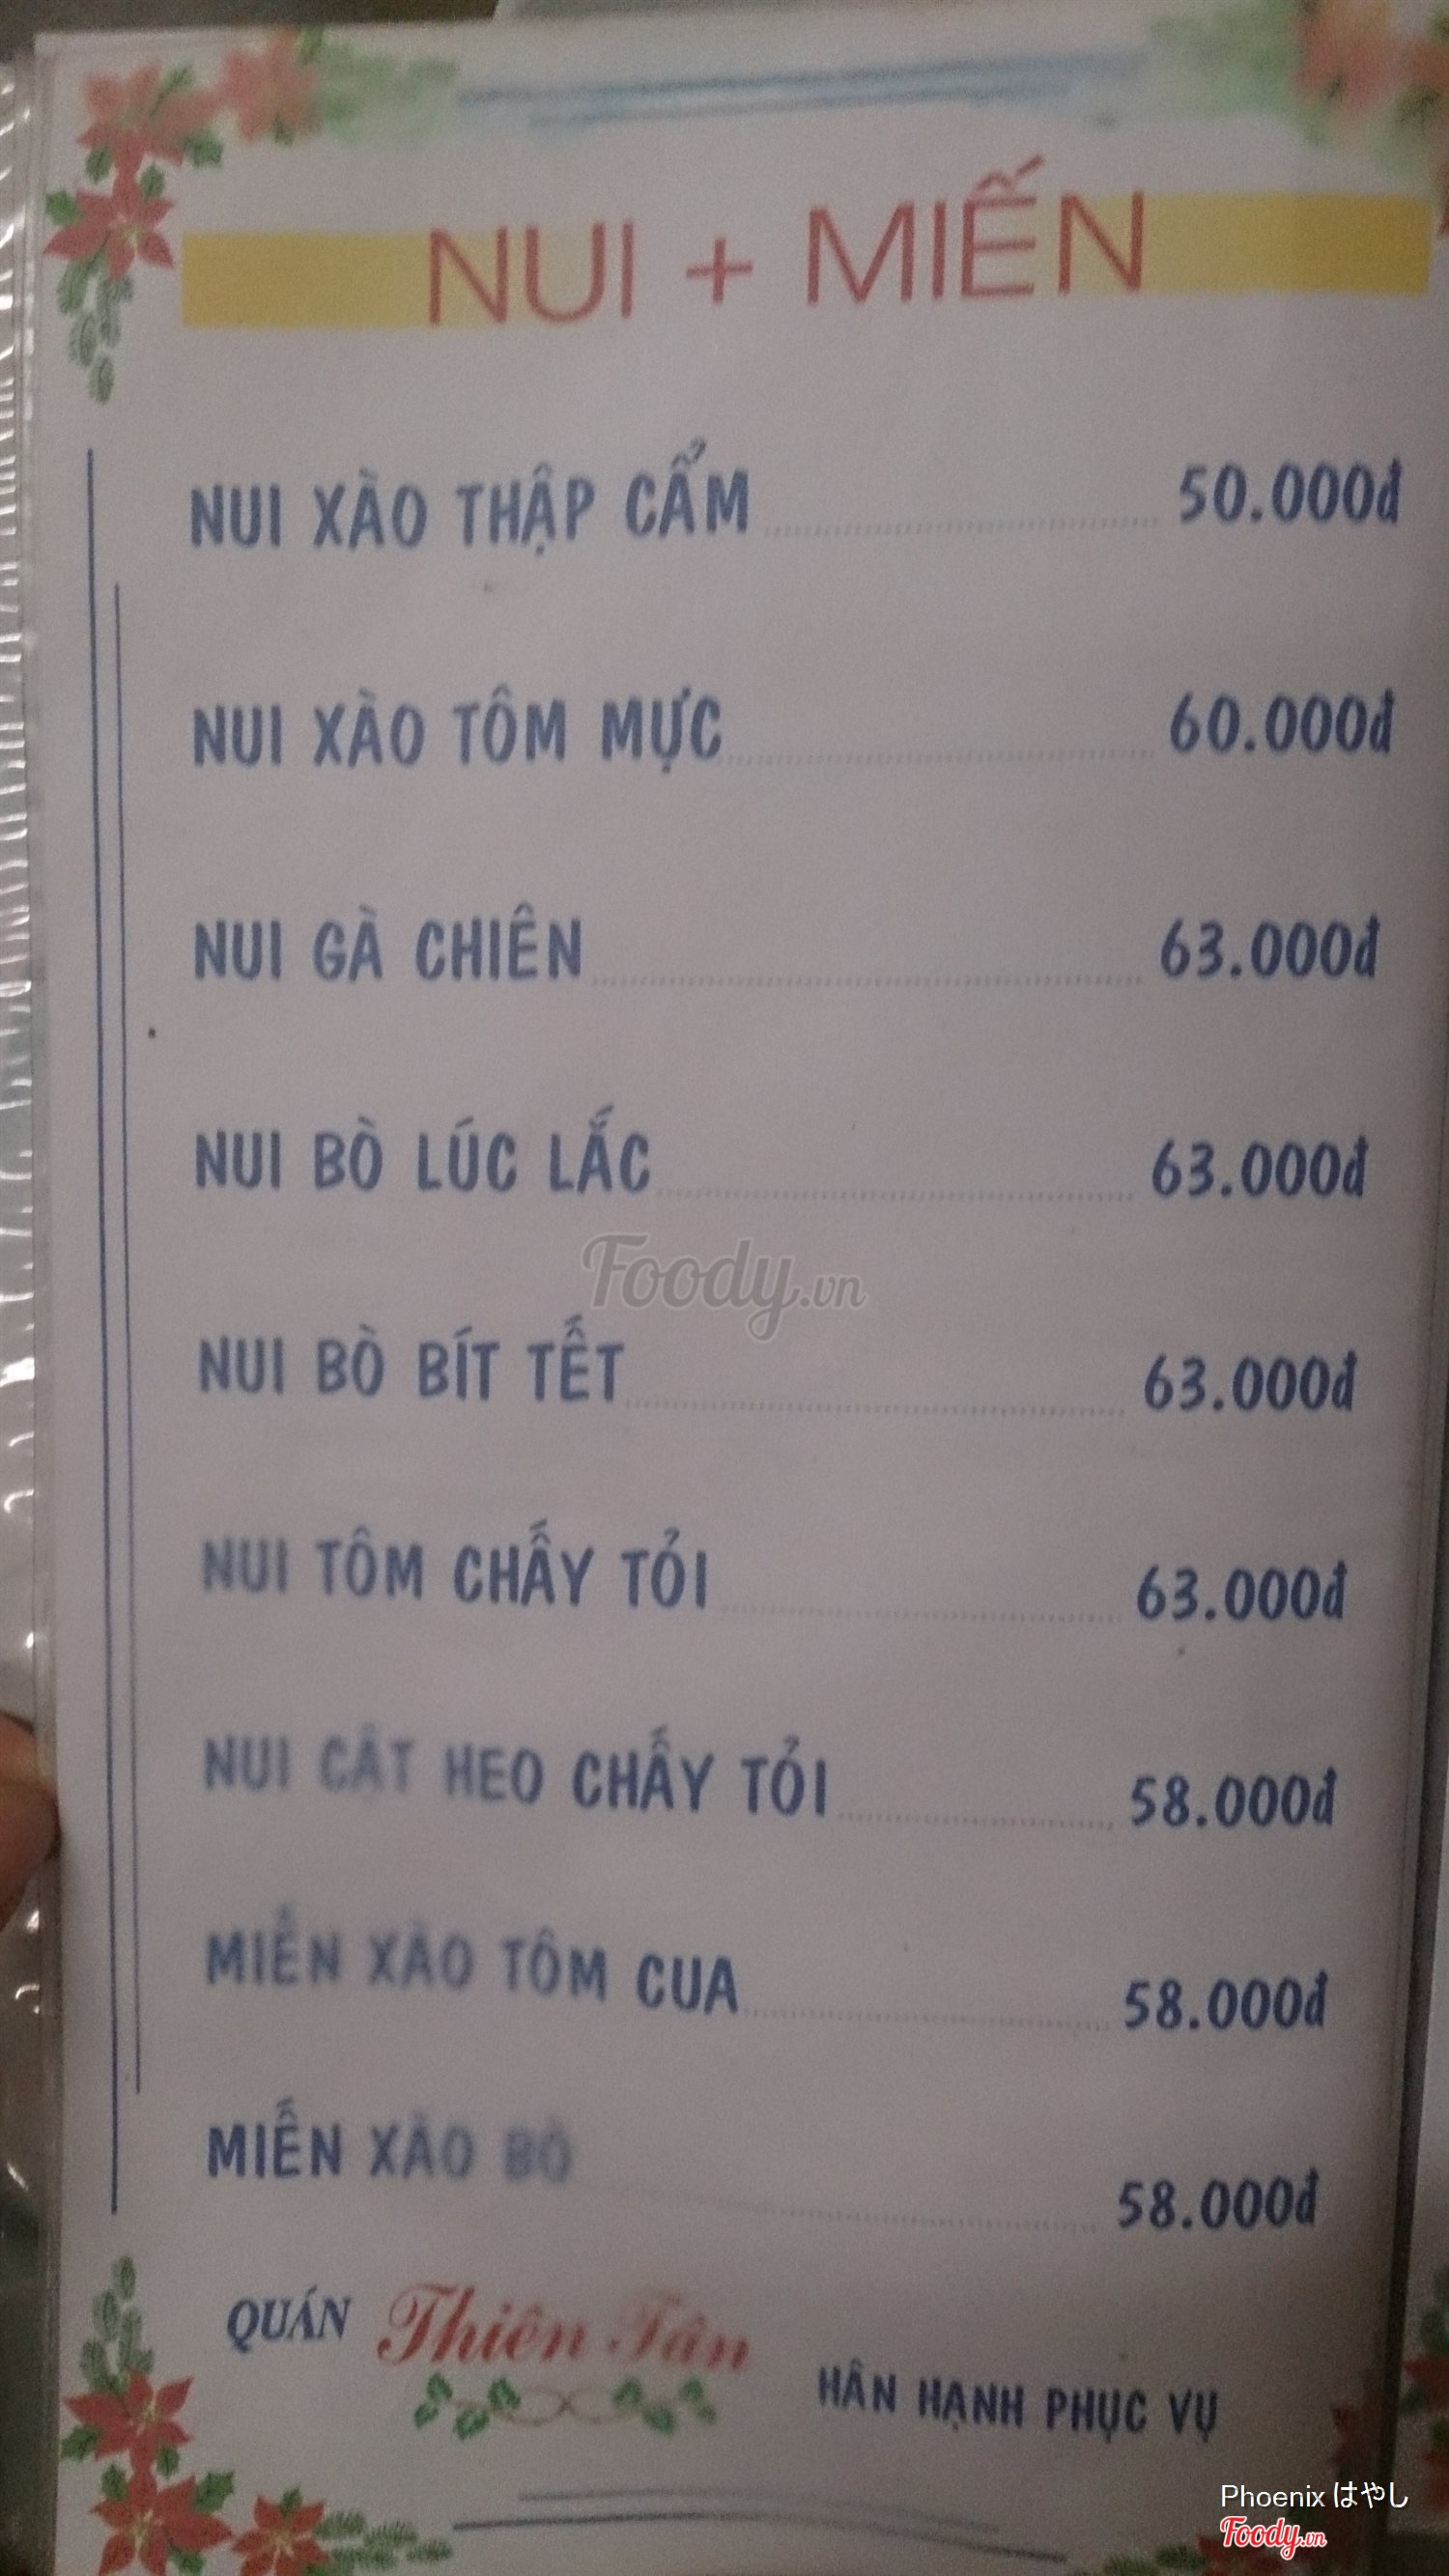 NUI + MIẾN
NUI XÀO THẬP CẨM 50.000đ
NUI XÀO TÔM MỰC 60.000đ
NUI GÀ CHIÊN 63.000đ
NUI BÒ LÚC LẮC 63.000đ
Foody.vn
NUI BÒ BÍT TẾT 63.000đ
NUI TÔM CHẤY TỎI 63.000đ
NUI CẬT HEO CHẤY TỎI 58.000đ
MIẾN XÀO TÔM CUA 58.000đ
MIẾN XÀO BÒ 58.000đ
QUÁN Thiên Tân
HÂN HẠNH PHỤC VỤ
Phoenix はやし
Foody.vn